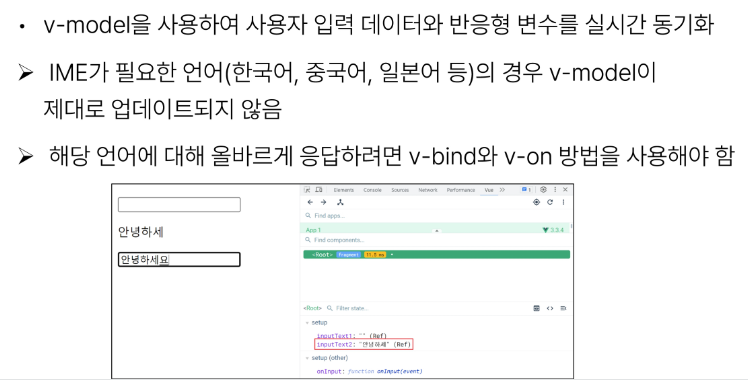 • v-model을 사용하여 사용자 입력 데이터와 반응형 변수를 실시간 동기화
➢ IME가 필요한 언어(한국어, 중국어, 일본어 등)의 경우 v-model이
제대로 업데이트되지 않음
➢ 해당 언어에 대해 올바르게 응답하려면 v-bind와 v-on 방법을 사용해야 함
Elements Console Sources Network Performance Vue >> 1
Find apps...
안녕하세
App 1 3.3.4
Find components...
안녕하세요
<Root> fragment
<Root> Filter state...
setup
inputText1: "" (Ref)
inputText2: "안녕하세" (Ref)
setup (other)
onInput: function onInput(event)